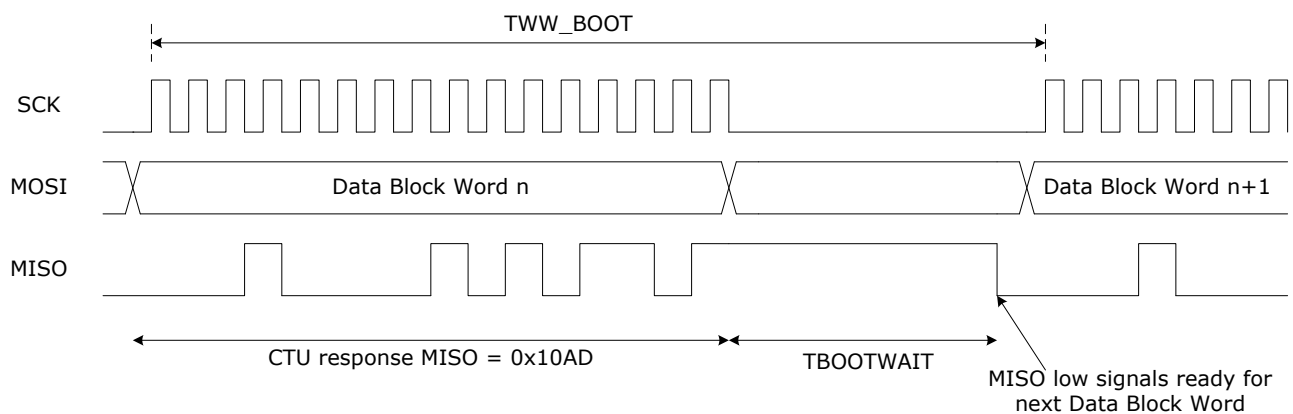 TWW_BOOT
SCK
MOSI
Data Block Word n
Data Block Word n+1
MISO
CTU response MISO = 0x10AD
TBOOTWAIT
MISO low signals ready for
next Data Block Word